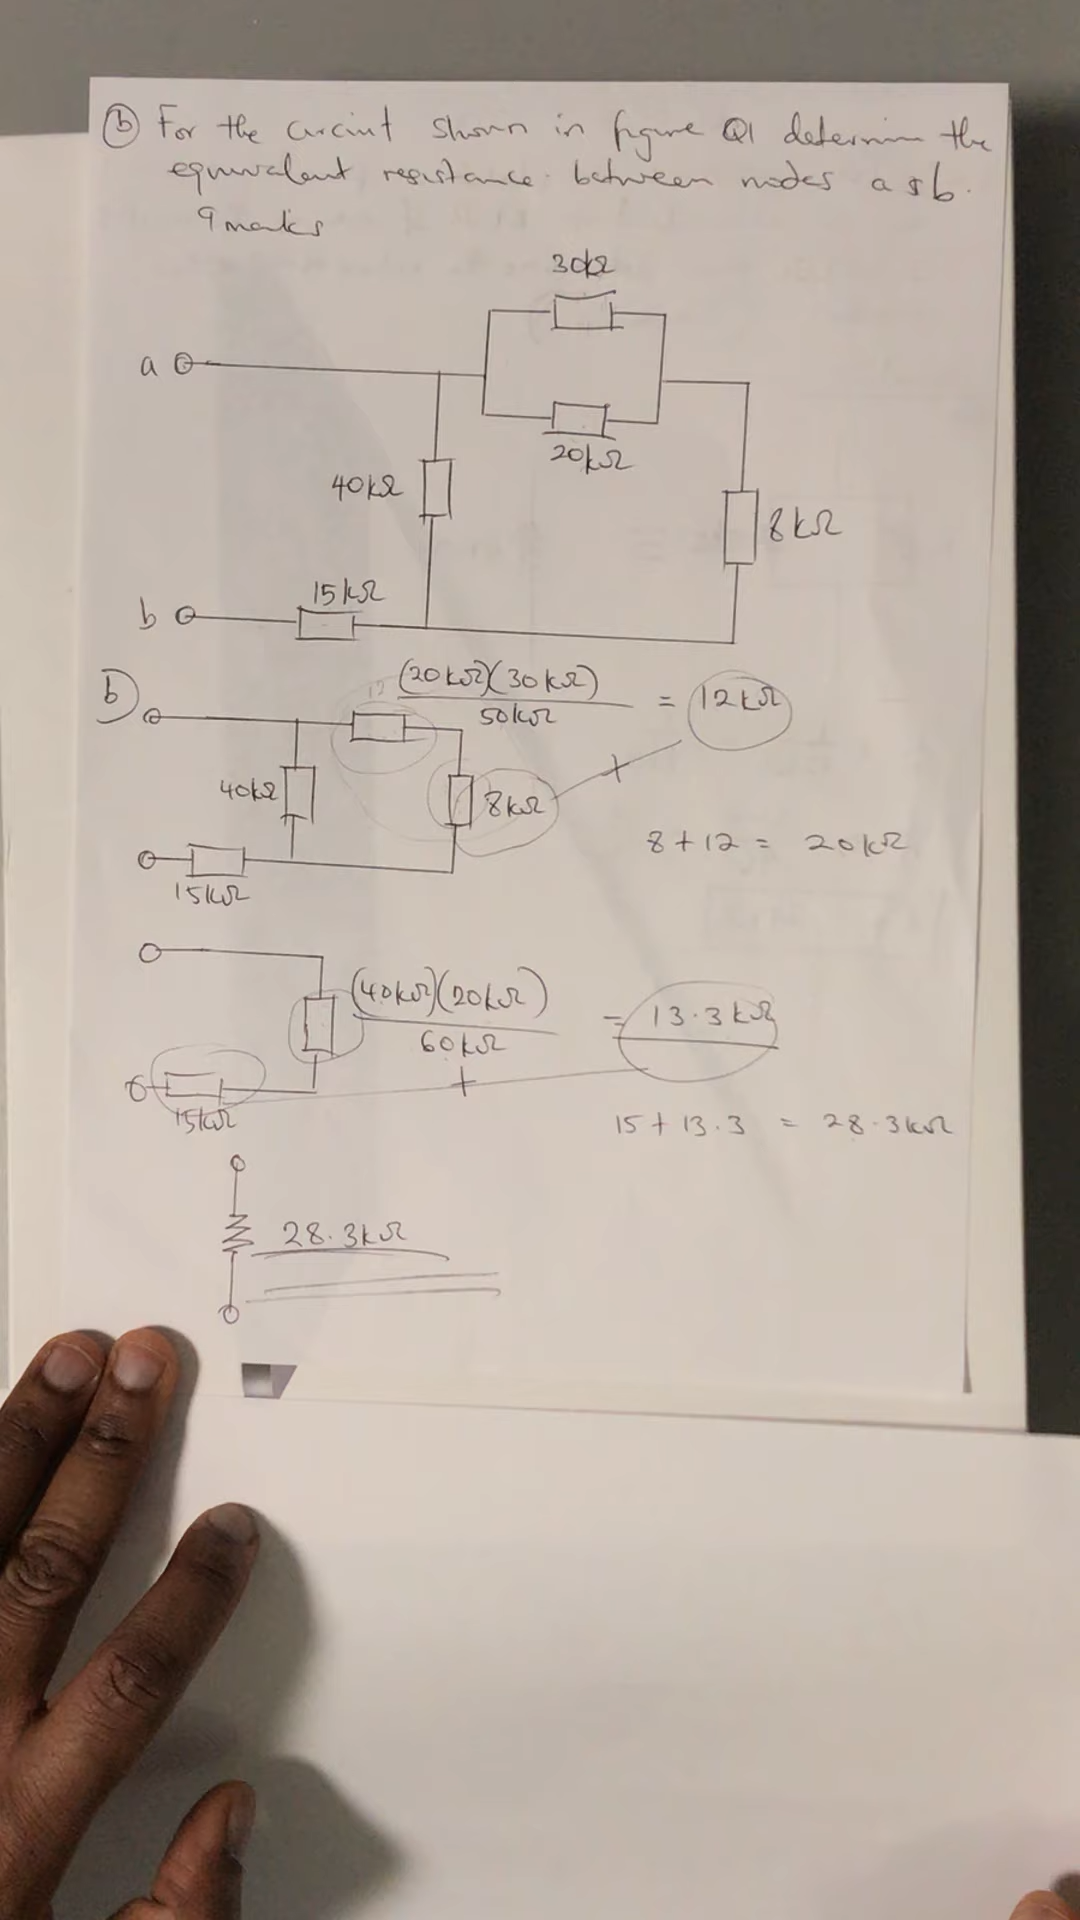 b) For the circuit shown in figure Q1 determine the
equivalent resistance between nodes a & b.
9 marks
30kΩ
a
20kΩ
40kΩ
8kΩ
15kΩ
b
b)
12
(20kΩ)(30kΩ)
50kΩ
= 12kΩ
40kΩ
8kΩ
+
8 + 12 = 20kΩ
15kΩ
(40kΩ)(20kΩ)
60kΩ
= 13.3kΩ
+
15kΩ
15 + 13.3 = 28.3kΩ
28.3kΩ